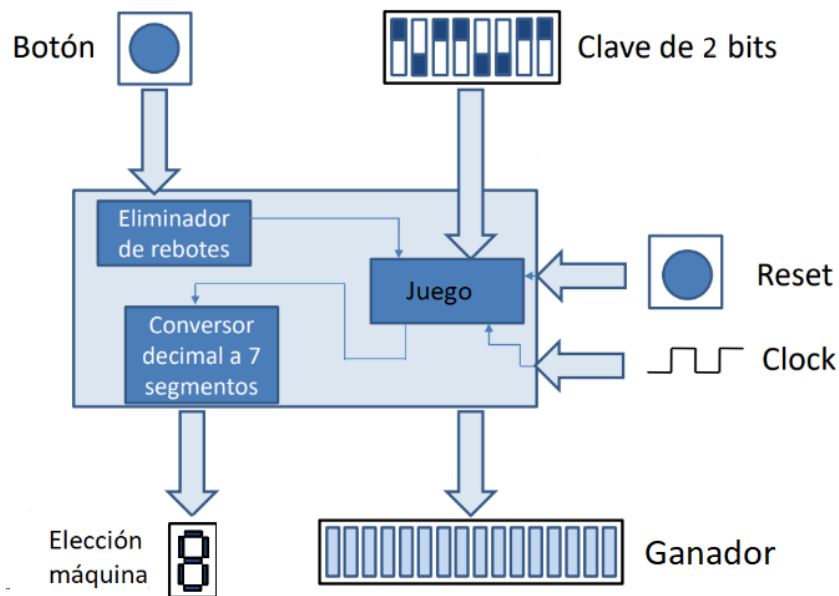 Botón
Clave de 2 bits
Eliminador
de rebotes
Juego
Reset
Conversor
decimal a 7
segmentos
Clock
Elección
máquina
Ganador